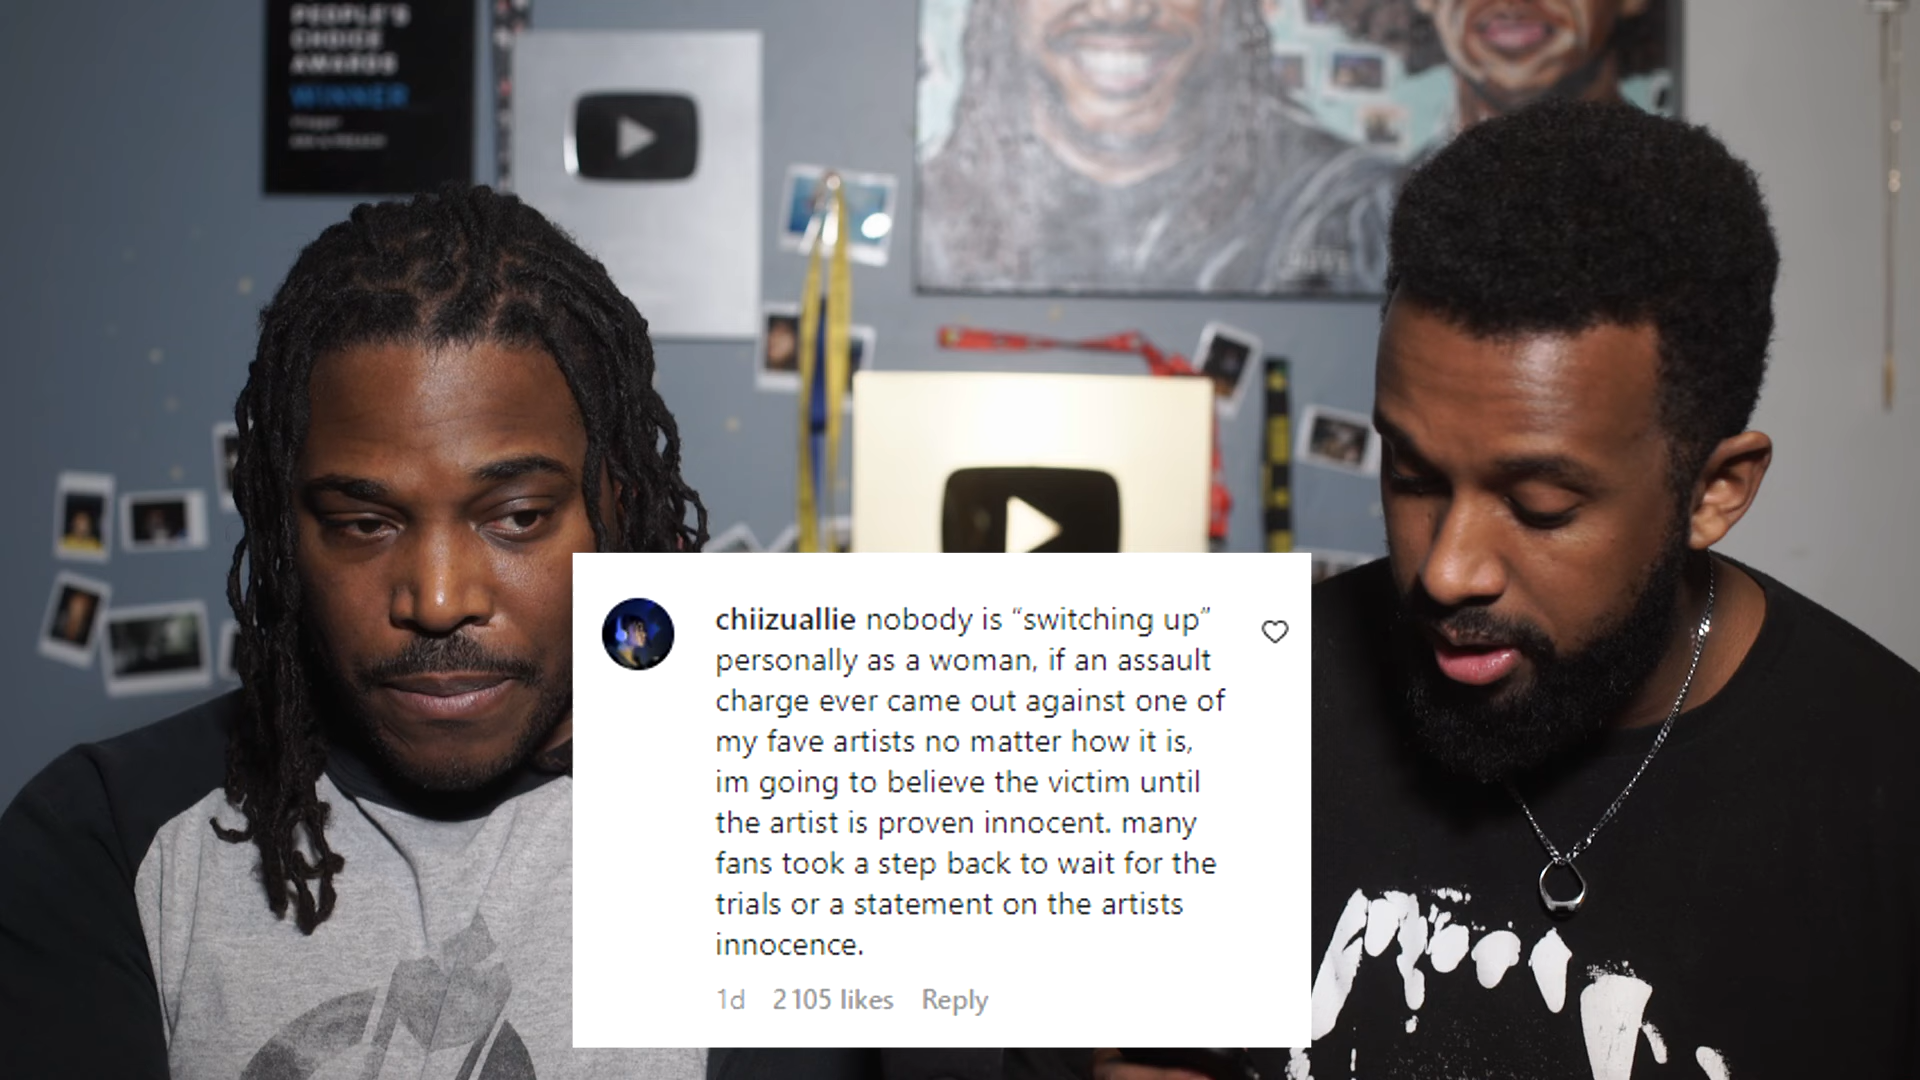 PEOPLE'S
CHOICE
AWARDS
WINNER
chiizuallie nobody is “switching up”
personally as a woman, if an assault
charge ever came out against one of
my fave artists no matter how it is,
im going to believe the victim until
the artist is proven innocent. many
fans took a step back to wait for the
trials or a statement on the artists
innocence.
1d 2 105 likes Reply